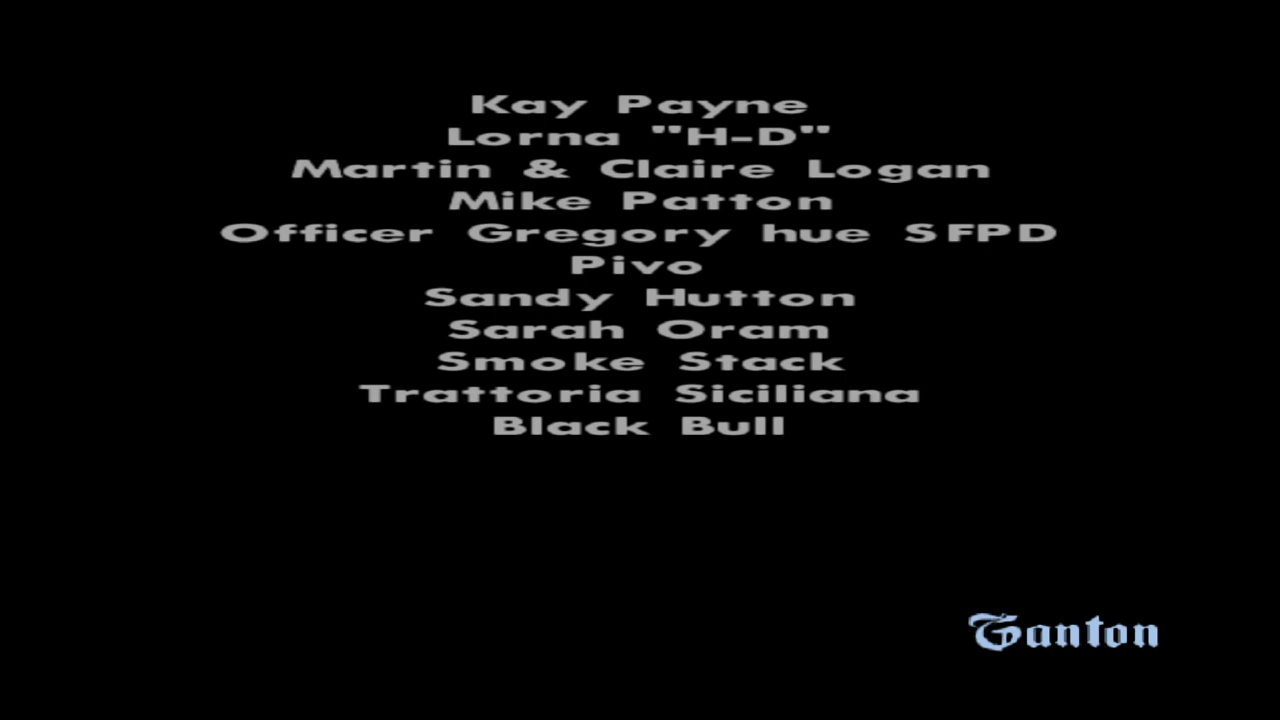 Kay Payne
Lorna "H-D"
Martin & Claire Logan
Mike Patton
Officer Gregory hue SFPD
Pivo
Sandy Hutton
Sarah Oram
Smoke Stack
Trattoria Siciliana
Black Bull
Ganton